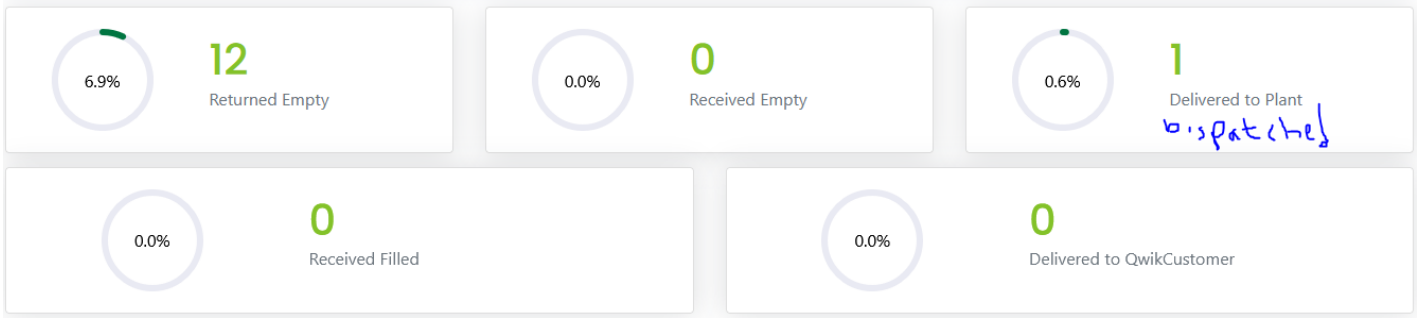 12
6.9%
Returned Empty
0
0.0%
Received Empty
1
0.6%
Delivered to Plant
Dispatched
0
0.0%
Received Filled
0
0.0%
Delivered to QwikCustomer